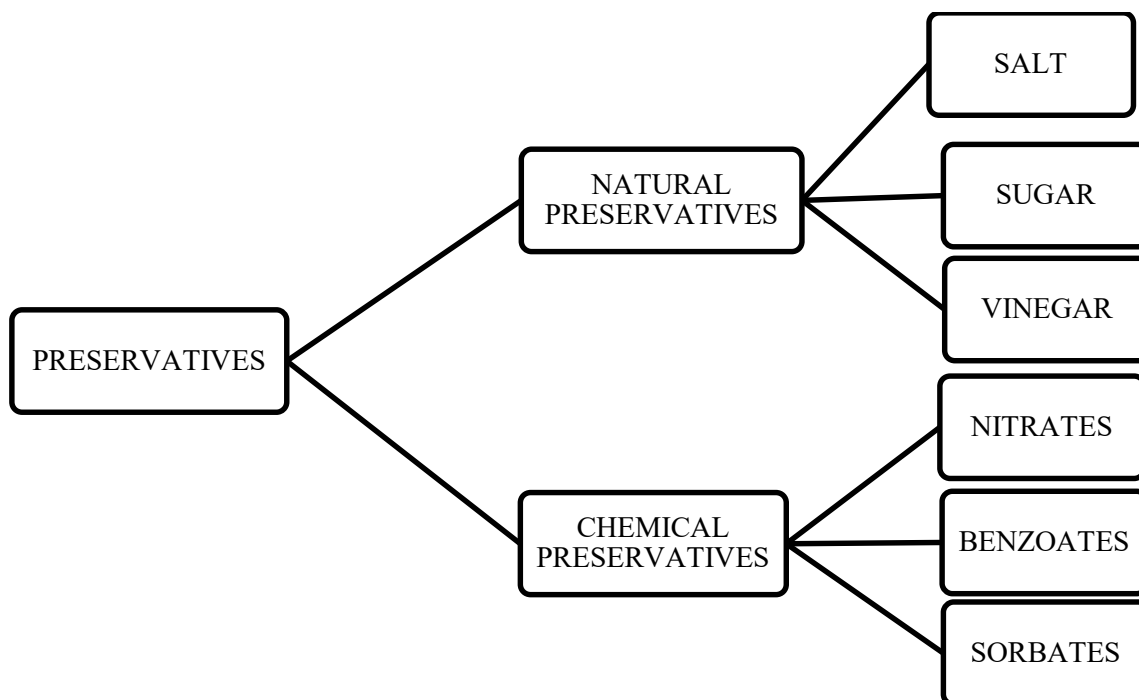 PRESERVATIVES
NATURAL
PRESERVATIVES
SALT
SUGAR
VINEGAR
CHEMICAL
PRESERVATIVES
NITRATES
BENZOATES
SORBATES